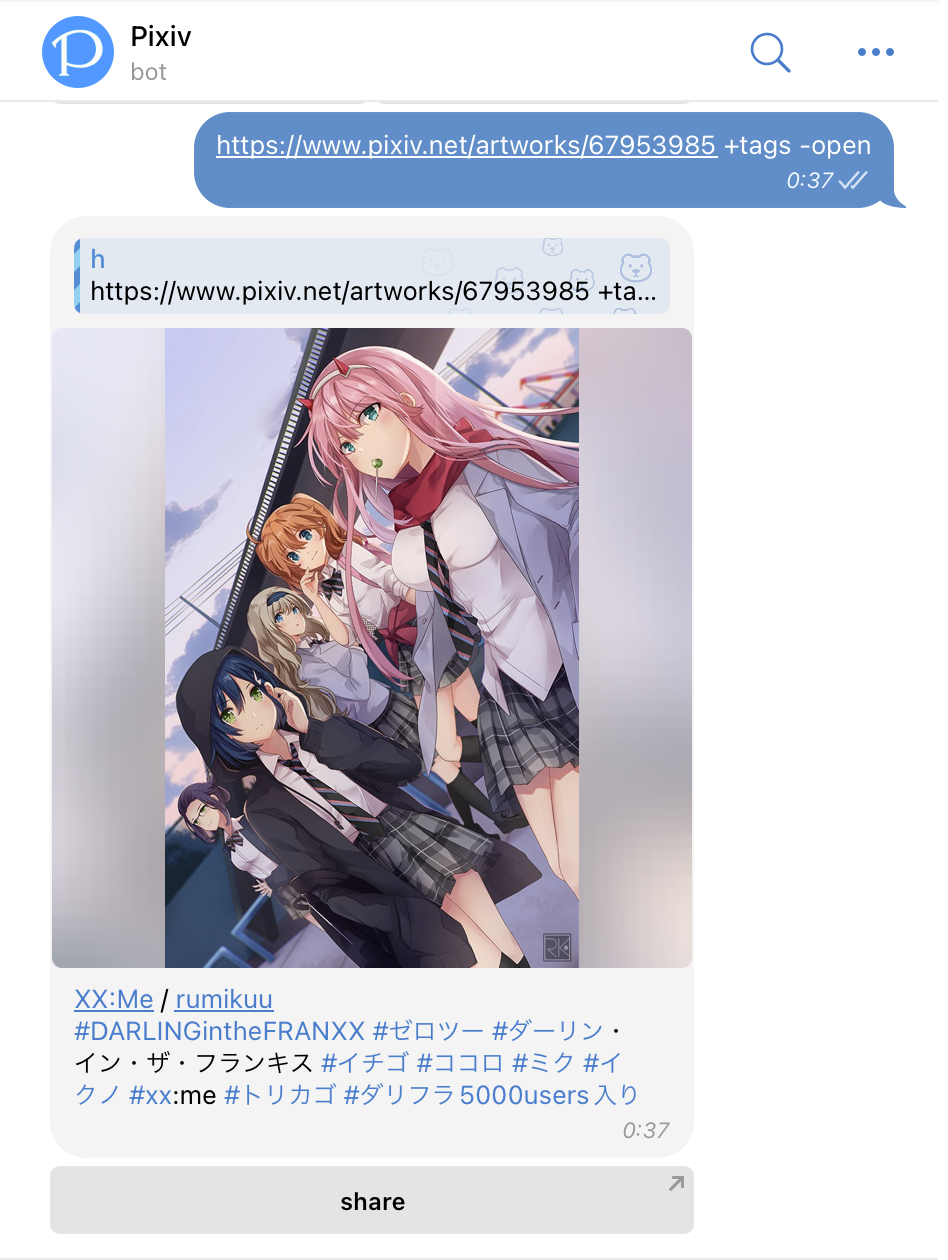 Pixiv
bot
https://www.pixiv.net/artworks/67953985 +tags -open
0:37
h
https://www.pixiv.net/artworks/67953985 +ta...
RK
XX:Me / rumikuu
#DARLINGintheFRANXX #ゼロツー #ダーリン・
イン・ザ・フランキス #イチゴ #ココロ #ミク #イ
クノ #xx:me #トリカゴ #ダリフラ5000users入り
0:37
share